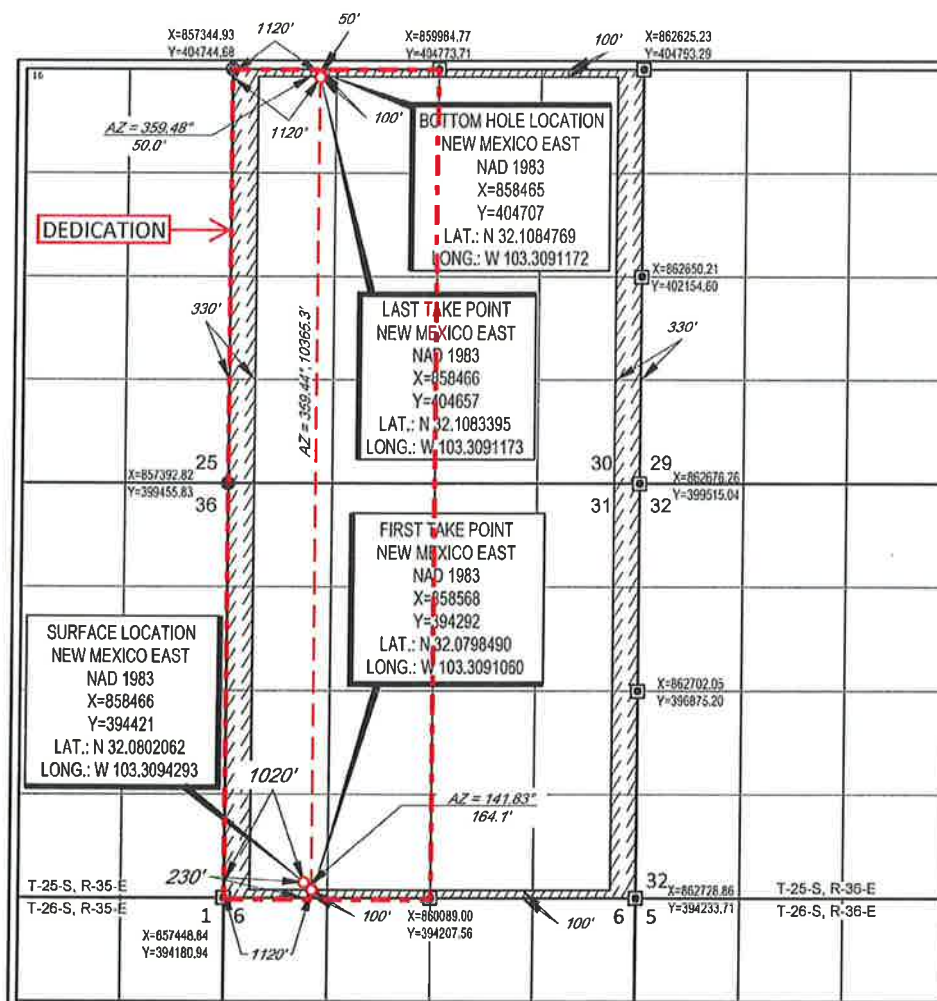 X=857344.93
Y=404744.68
1120'
50'
X=859984.77
Y=404773.71
100'
X=862625.23
Y=404793.29
16
AZ = 359.48°
50.0'
1120'
100'
BOTTOM HOLE LOCATION
NEW MEXICO EAST
NAD 1983
X=858465
Y=404707
LAT.: N 32.1084769
LONG.: W 103.3091172
DEDICATION
X=862650.21
Y=402154.60
LAST TAKE POINT
NEW MEXICO EAST
NAD 1983
X=858466
Y=404657
LAT.: N 32.1083395
LONG.: W 103.3091173
330'
330'
AZ = 359.44°, 10365.3'
25
30
29
X=857392.82
Y=399455.83
X=862676.26
Y=399515.04
36
31
32
FIRST TAKE POINT
NEW MEXICO EAST
NAD 1983
X=858568
Y=394292
LAT.: N 32.0798490
LONG.: W 103.3091060
SURFACE LOCATION
NEW MEXICO EAST
NAD 1983
X=858466
Y=394421
LAT.: N 32.0802062
LONG.: W 103.3094293
X=862702.05
Y=396875.20
1020'
AZ = 141.83°
164.1'
230'
T-25-S, R-35-E
T-26-S, R-35-E
32
X=862728.86
Y=394233.71
T-25-S, R-36-E
T-26-S, R-36-E
1
6
100'
X=860089.00
Y=394207.56
100'
6
5
X=857448.64
Y=394180.94
1120'